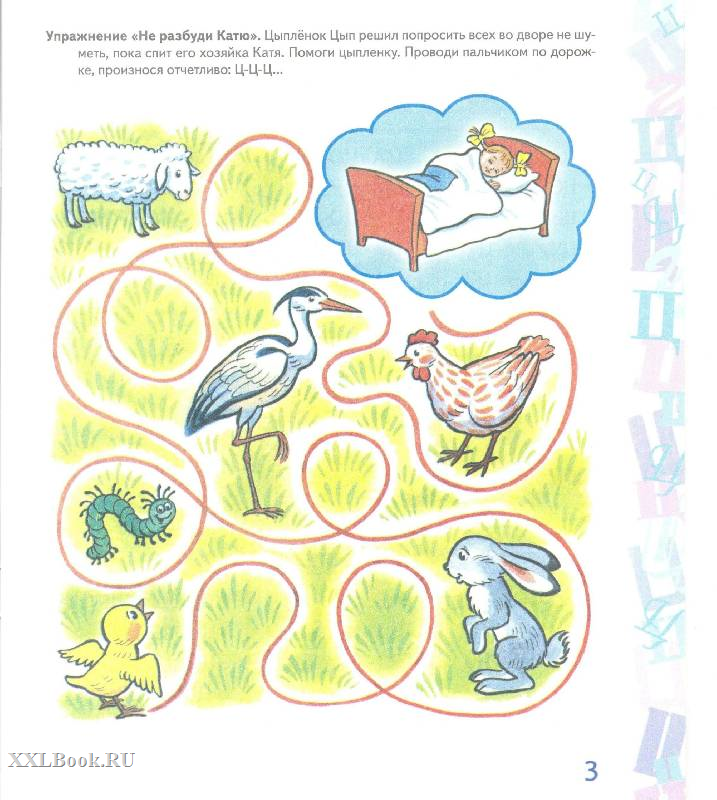 Упражнение «Не разбуди Катю». Цыплёнок Цып решил попросить всех во дворе не шу-
меть, пока спит его хозяйка Катя. Помоги цыпленку. Проводи пальчиком по дорож-
ке, произнося отчетливо: Ц-Ц-Ц...
Ц
Ц
Ц
Ц
Ц
Ц
Ц
XXLBook.RU
3